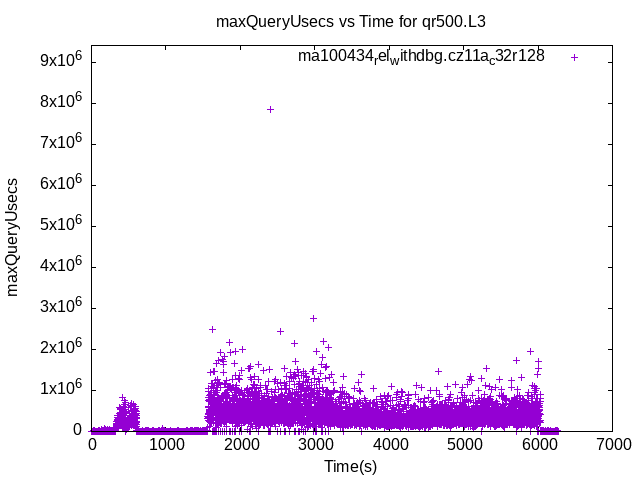 maxQueryUsecs vs Time for qr500.L3
ma100434rel_withdbg.cz11a_c32r128
9x10^6
8x10^6
7x10^6
6x10^6
5x10^6
4x10^6
3x10^6
2x10^6
1x10^6
0
maxQueryUsecs
0 1000 2000 3000 4000 5000 6000 7000
Time(s)